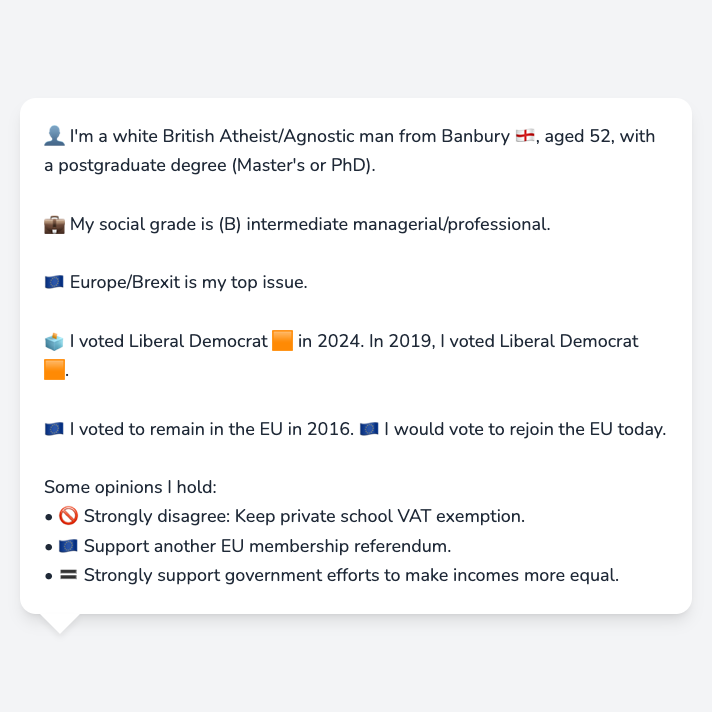 👤 I'm a white British Atheist/Agnostic man from Banbury 🏴󠁧󠁢󠁥󠁮󠁧󠁿, aged 52, with
a postgraduate degree (Master's or PhD).
💼 My social grade is (B) intermediate managerial/professional.
🇪🇺 Europe/Brexit is my top issue.
🗳️ I voted Liberal Democrat 🟧 in 2024. In 2019, I voted Liberal Democrat
🟧.
🇪🇺 I voted to remain in the EU in 2016. 🇪🇺 I would vote to rejoin the EU today.
Some opinions I hold:
• 🚫 Strongly disagree: Keep private school VAT exemption.
• 🇪🇺 Support another EU membership referendum.
• 🟰 Strongly support government efforts to make incomes more equal.